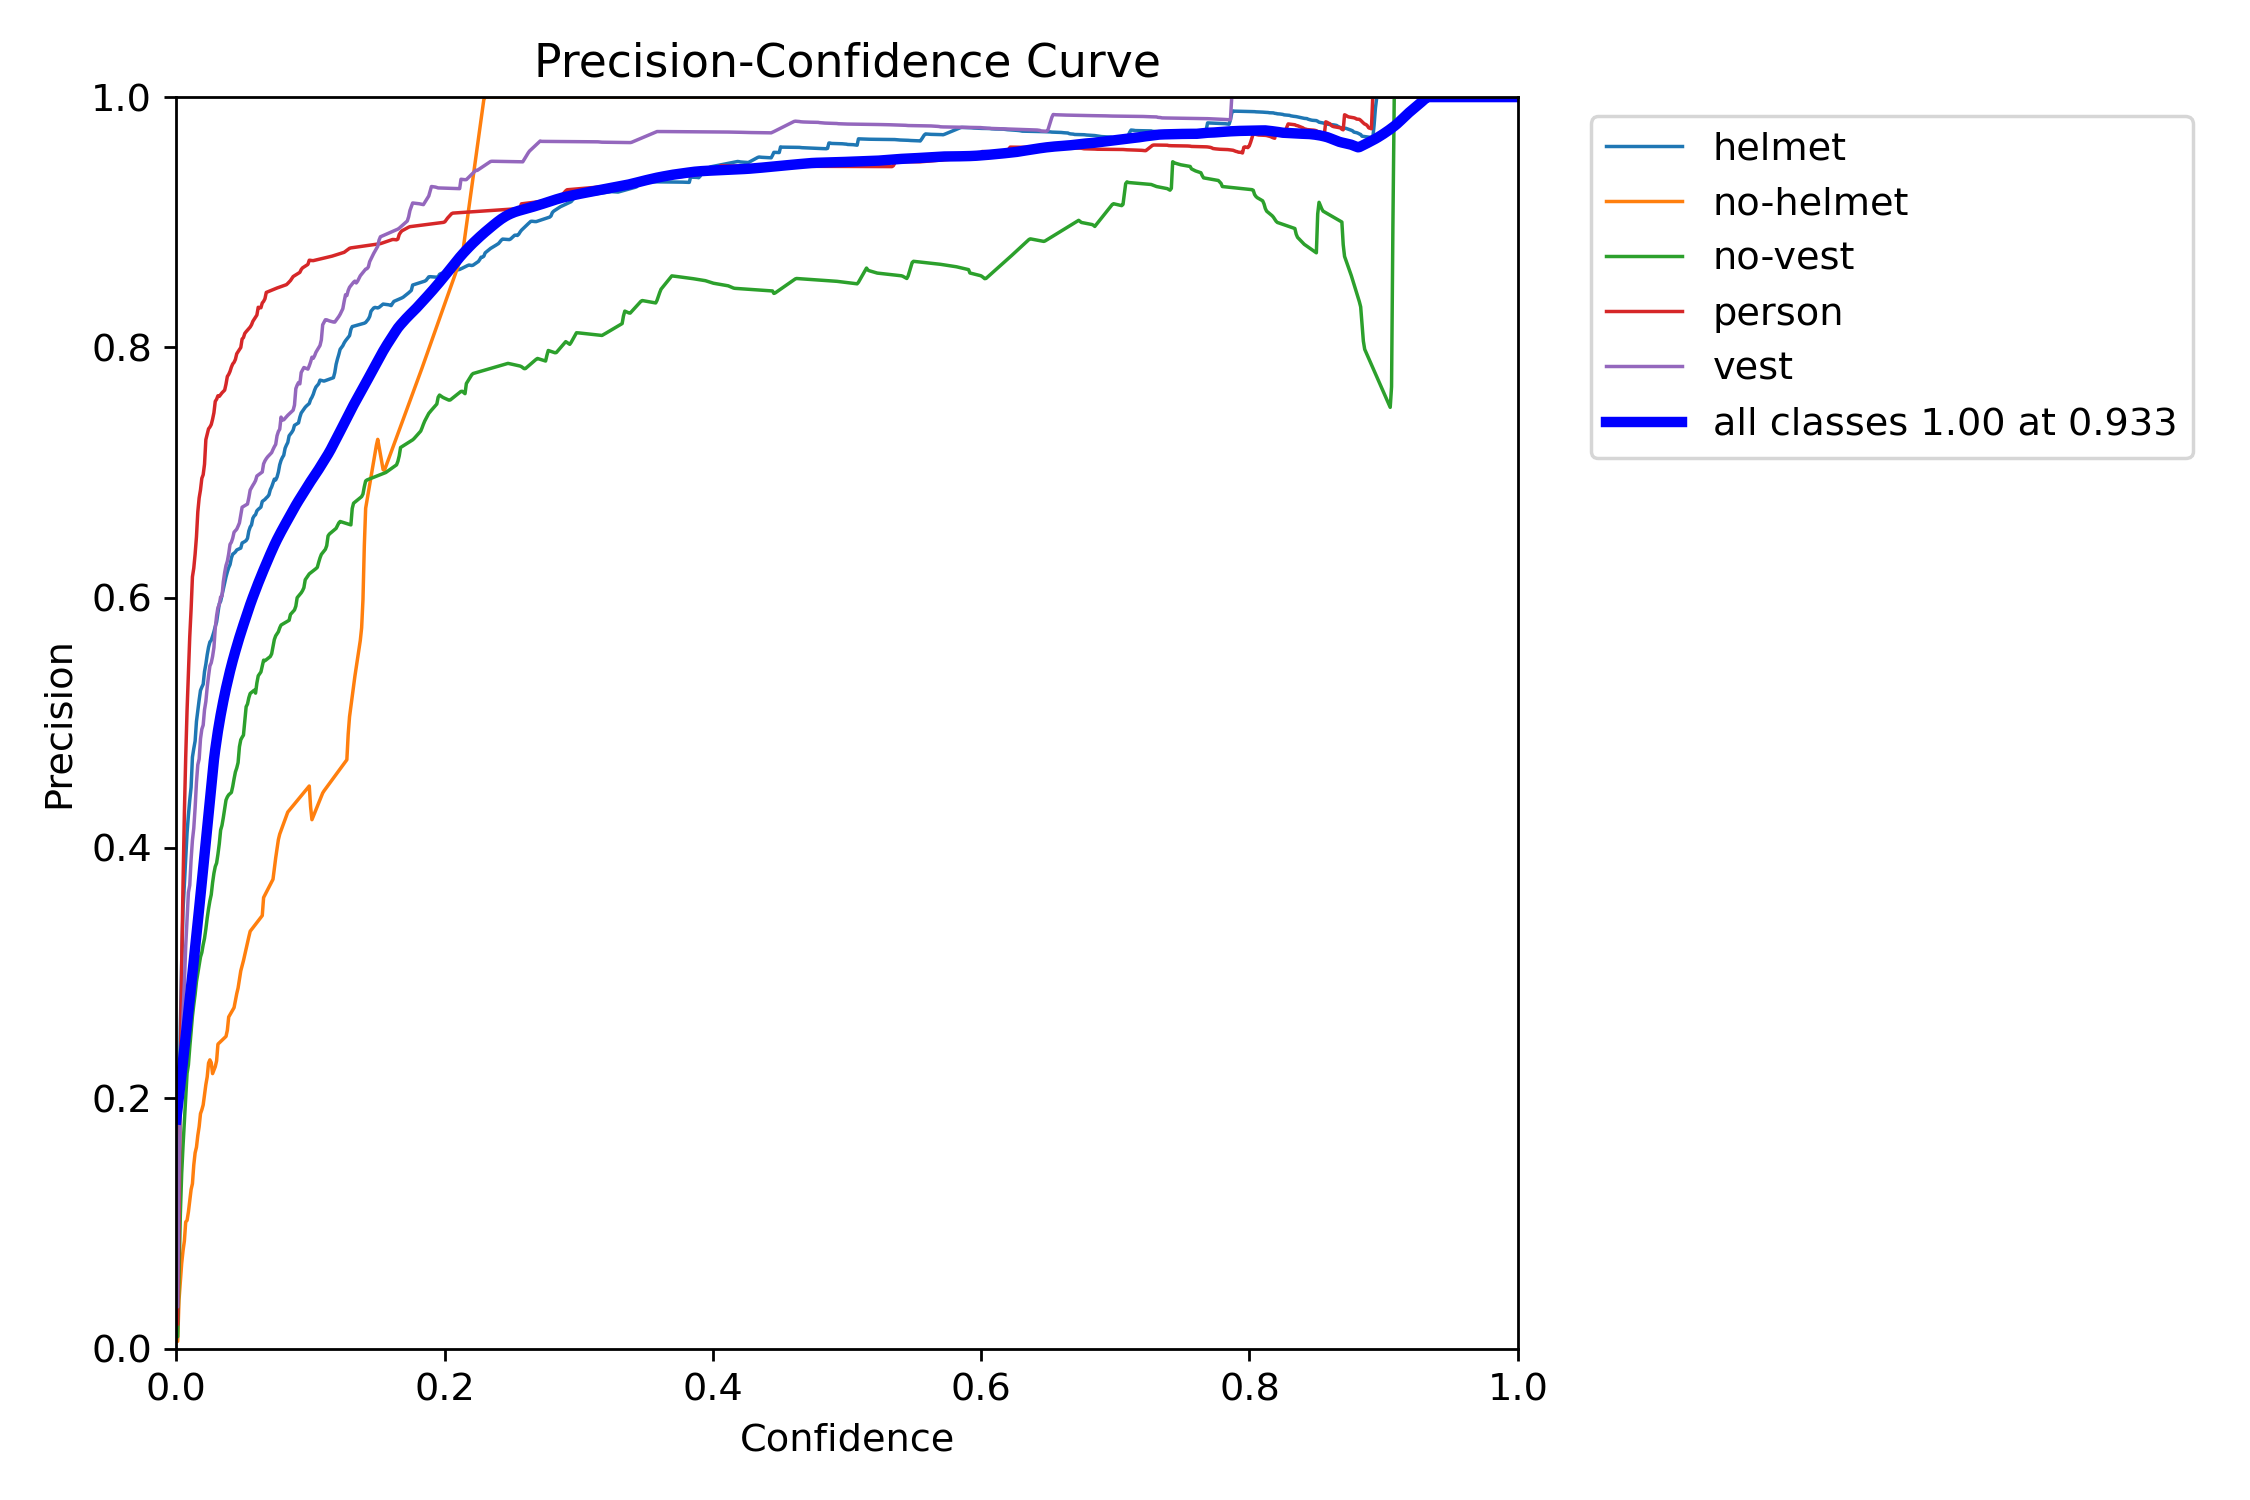 Precision-Confidence Curve
1.0
0.8
0.6
0.4
0.2
0.0
Precision
0.0 0.2 0.4 0.6 0.8 1.0
Confidence
helmet
no-helmet
no-vest
person
vest
all classes 1.00 at 0.933